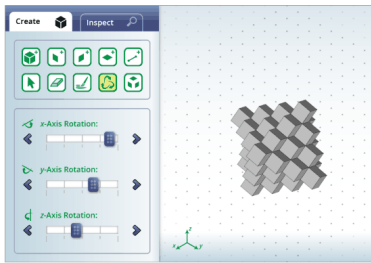 Create
Inspect
x-Axis Rotation:
y-Axis Rotation:
z-Axis Rotation:
z
x
y